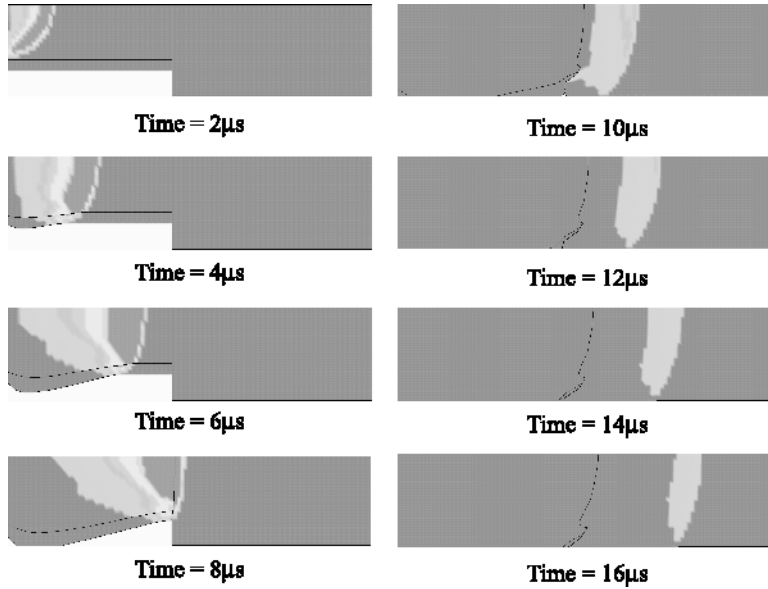 Time = 2μs
Time = 4μs
Time = 6μs
Time = 8μs
Time = 10μs
Time = 12μs
Time = 14μs
Time = 16μs